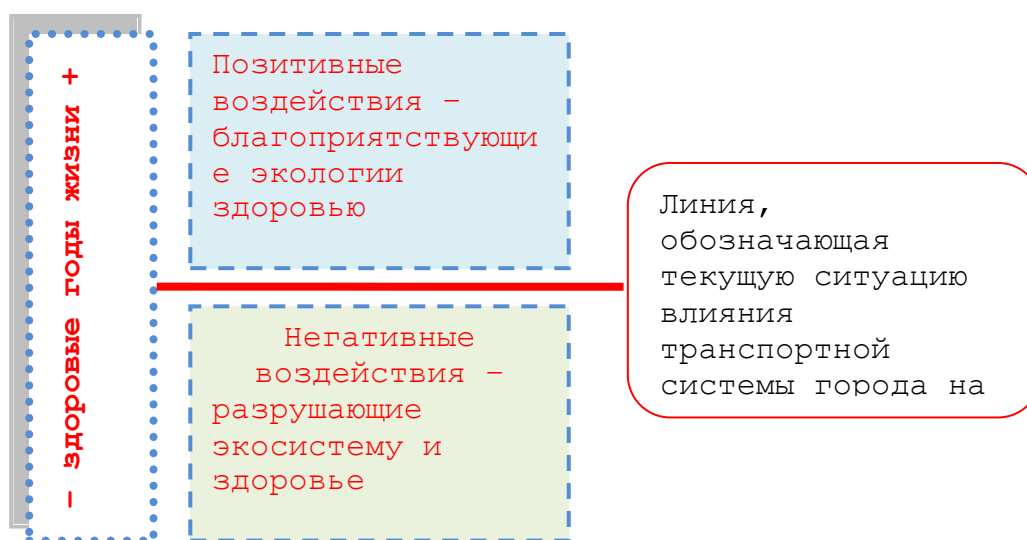 – здоровые годы жизни +
Позитивные
воздействия –
благоприятствующи
е экологии
здоровью
Негативные
воздействия –
разрушающие
экосистему и
здоровье
Линия,
обозначающая
текущую ситуацию
влияния
транспортной
системы города на